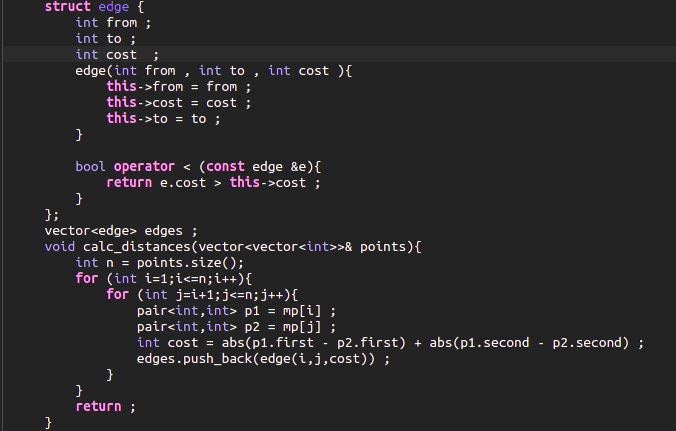 struct edge {
int from ;
int to ;
int cost  ;
edge(int from , int to , int cost ){
this->from = from ;
this->cost = cost ;
this->to = to ;
}
bool operator < (const edge &e){
return e.cost > this->cost ;
}
};
vector<edge> edges ;
void calc_distances(vector<vector<int>>& points){
int n = points.size();
for (int i=1;i<=n;i++){
for (int j=i+1;j<=n;j++){
pair<int,int> p1 = mp[i] ;
pair<int,int> p2 = mp[j] ;
int cost = abs(p1.first - p2.first) + abs(p1.second - p2.second) ;
edges.push_back(edge(i,j,cost)) ;
}
}
return ;
}